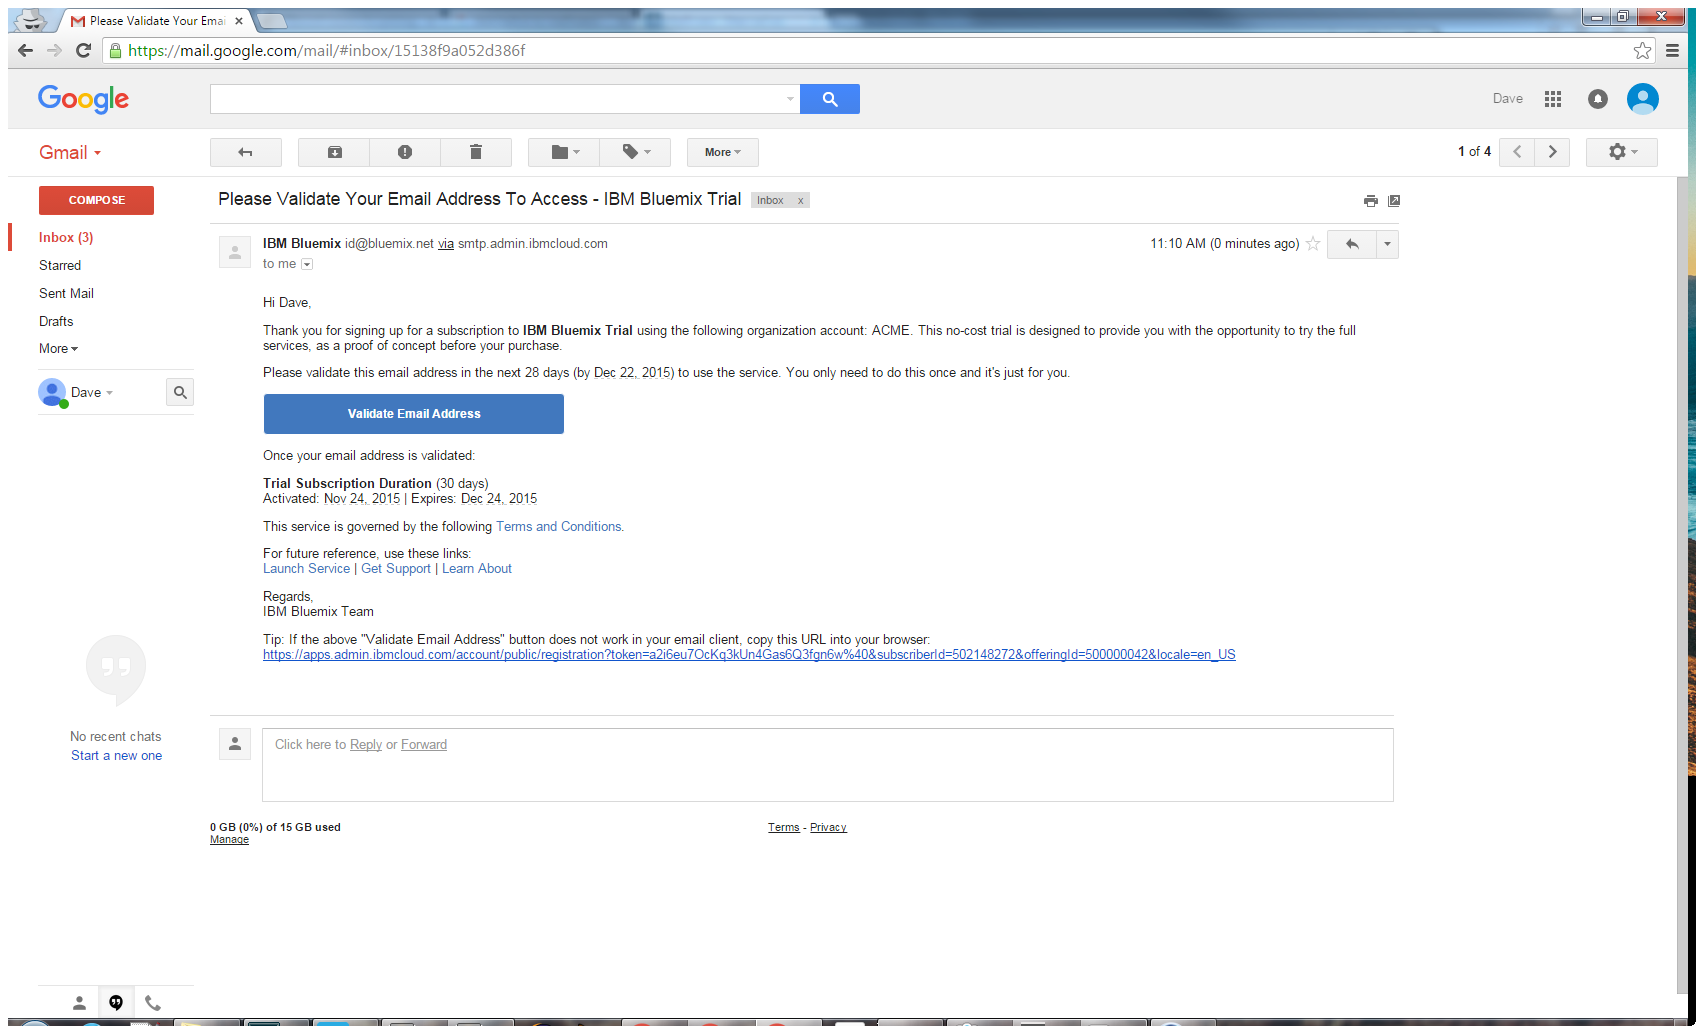 Please Validate Your Emai
https://mail.google.com/mail/#inbox/15138f9a052d386f
Google
Dave
Gmail
More
1 of 4
COMPOSE
Please Validate Your Email Address To Access - IBM Bluemix Trial
Inbox x
Inbox (3)
Starred
Sent Mail
Drafts
More
Dave
IBM Bluemix id@bluemix.net via smtp.admin.ibmcloud.com
11:10 AM (0 minutes ago)
to me
Hi Dave,
Thank you for signing up for a subscription to IBM Bluemix Trial using the following organization account: ACME. This no-cost trial is designed to provide you with the opportunity to try the full
services, as a proof of concept before your purchase.
Please validate this email address in the next 28 days (by Dec 22, 2015) to use the service. You only need to do this once and it's just for you.
Validate Email Address
Once your email address is validated:
Trial Subscription Duration (30 days)
Activated: Nov 24, 2015 | Expires: Dec 24, 2015
This service is governed by the following Terms and Conditions.
For future reference, use these links:
Launch Service | Get Support | Learn About
Regards,
IBM Bluemix Team
Tip: If the above "Validate Email Address" button does not work in your email client, copy this URL into your browser:
https://apps.admin.ibmcloud.com/account/public/registration?token=a2i6eu7OcKq3kUn4Gas6Q3fgn6w%40&subscriberId=502148272&offeringId=500000042&locale=en_US
No recent chats
Start a new one
Click here to Reply or Forward
0 GB (0%) of 15 GB used
Manage
Terms - Privacy